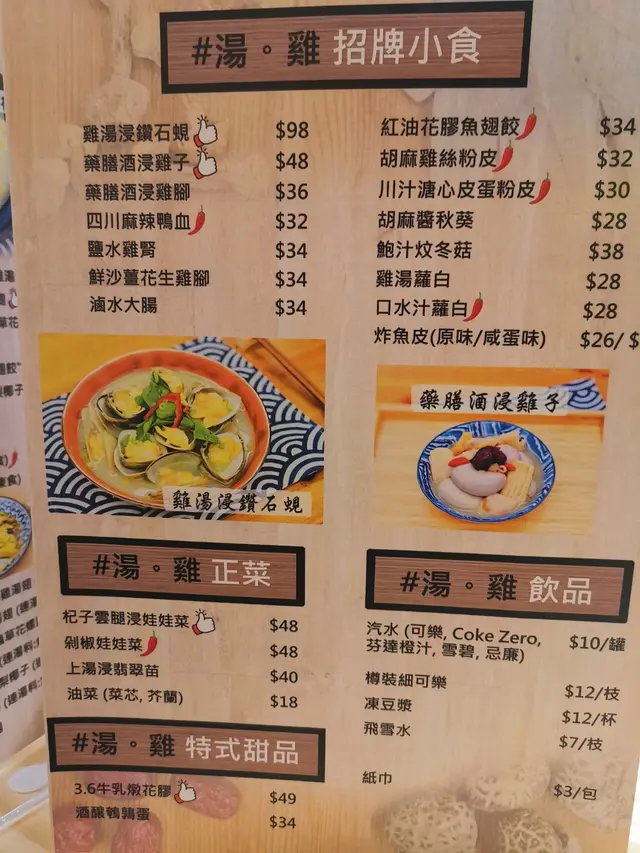 #湯。雞 招牌小食
雞湯浸鑽石蜆 $98
藥膳酒浸雞子 $48
藥膳酒浸雞腳 $36
四川麻辣鴨血 $32
鹽水雞腎 $34
鮮沙薑花生雞腳 $34
滷水大腸 $34
紅油花膠魚翅餃 $34
胡麻雞絲粉皮 $32
川汁溏心皮蛋粉皮 $30
胡麻醬秋葵 $28
鮑汁炆冬菇 $38
雞湯蘿白 $28
口水汁蘿白 $28
炸魚皮(原味/咸蛋味) $26/ $
雞湯浸鑽石蜆
藥膳酒浸雞子
#湯。雞 正菜
杞子雲腿浸娃娃菜 $48
剁椒娃娃菜 $48
上湯浸翡翠苗 $40
油菜 (菜芯, 芥蘭) $18
#湯。雞 特式甜品
3.6牛乳燉花膠 $49
酒釀鵪鶉蛋 $34
#湯。雞 飲品
汽水 (可樂, Coke Zero, $10/罐
芬達橙汁, 雪碧, 忌廉)
樽裝細可樂 $12/枝
凍豆漿 $12/杯
飛雪水 $7/枝
紙巾 $3/包